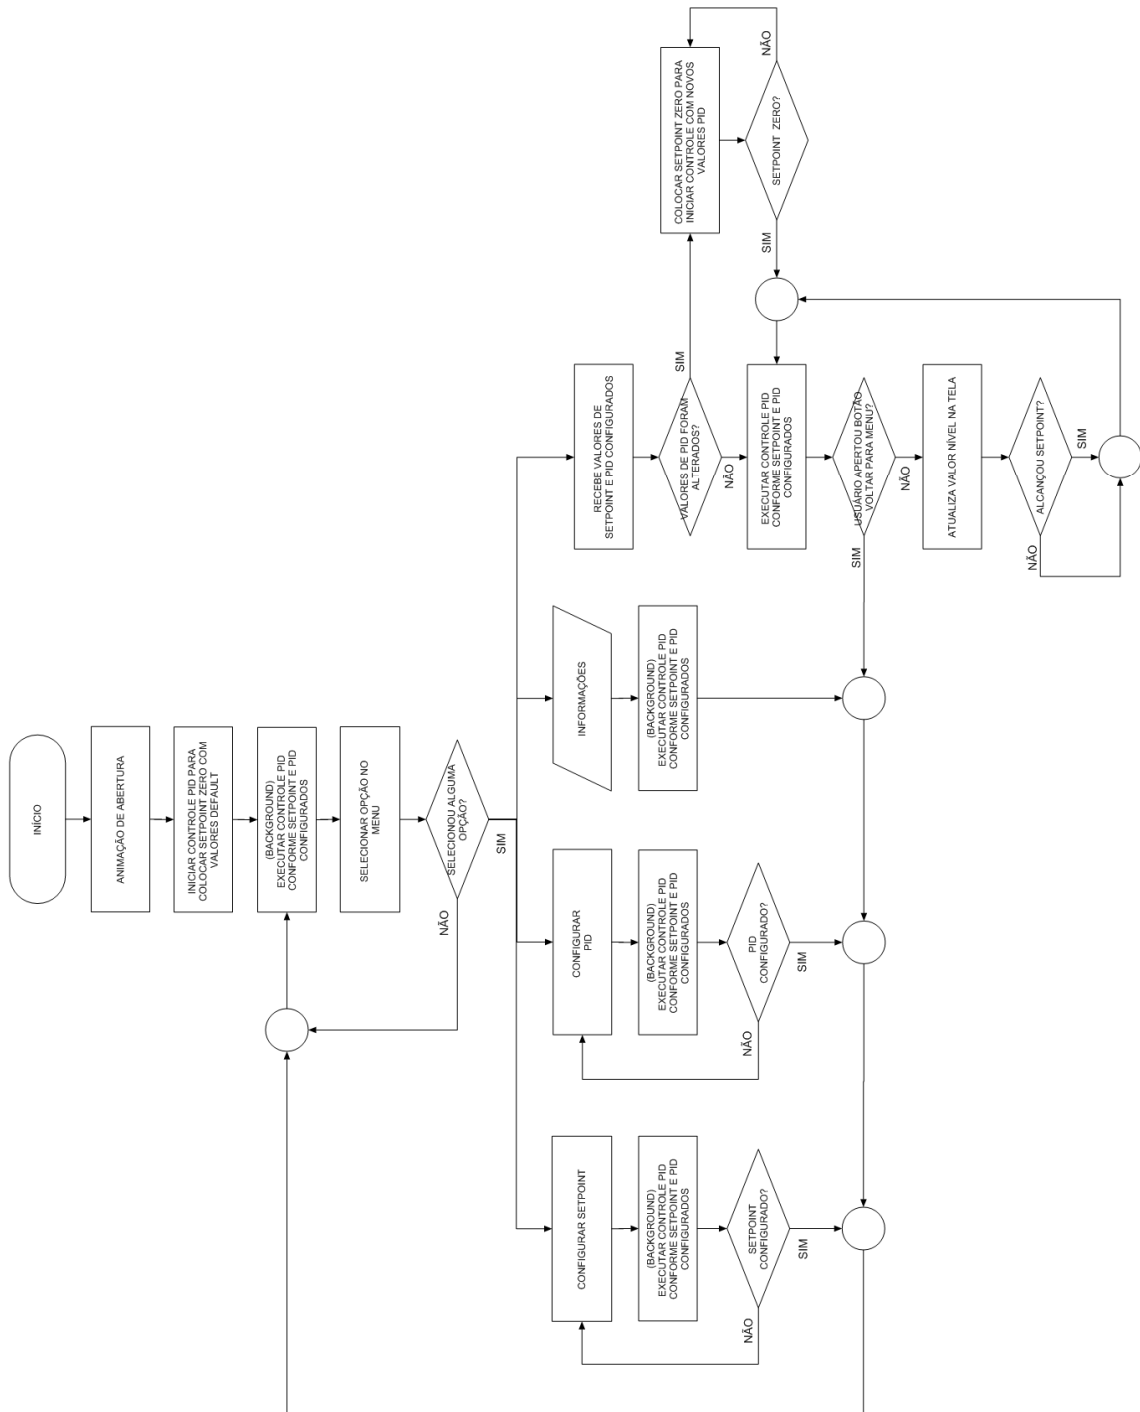 INÍCIO
ANIMAÇÃO DE ABERTURA
INICIAR CONTROLE PID PARA
COLOCAR SETPOINT ZERO COM
VALORES DEFAULT
(BACKGROUND)
EXECUTAR CONTROLE PID
CONFORME SETPOINT E PID
CONFIGURADOS
SELECIONAR OPÇÃO NO
MENU
SELECIONOU ALGUMA
OPÇÃO?
NÃO
SIM
CONFIGURAR SETPOINT
(BACKGROUND)
EXECUTAR CONTROLE PID
CONFORME SETPOINT E PID
CONFIGURADOS
SETPOINT
CONFIGURADO?
NÃO
SIM
CONFIGURAR
PID
(BACKGROUND)
EXECUTAR CONTROLE PID
CONFORME SETPOINT E PID
CONFIGURADOS
PID
CONFIGURADO?
NÃO
SIM
INFORMAÇÕES
(BACKGROUND)
EXECUTAR CONTROLE PID
CONFORME SETPOINT E PID
CONFIGURADOS
RECEBE VALORES DE
SETPOINT E PID CONFIGURADOS
VALORES DE PID FORAM
ALTERADOS?
SIM
NÃO
COLOCAR SETPOINT ZERO PARA
INICIAR CONTROLE COM NOVOS
VALORES PID
SETPOINT ZERO?
NÃO
SIM
EXECUTAR CONTROLE PID
CONFORME SETPOINT E PID
CONFIGURADOS
USUÁRIO APERTOU BOTÃO
VOLTAR PARA MENU?
SIM
NÃO
ATUALIZA VALOR NÍVEL NA TELA
ALCANÇOU SETPOINT?
NÃO
SIM